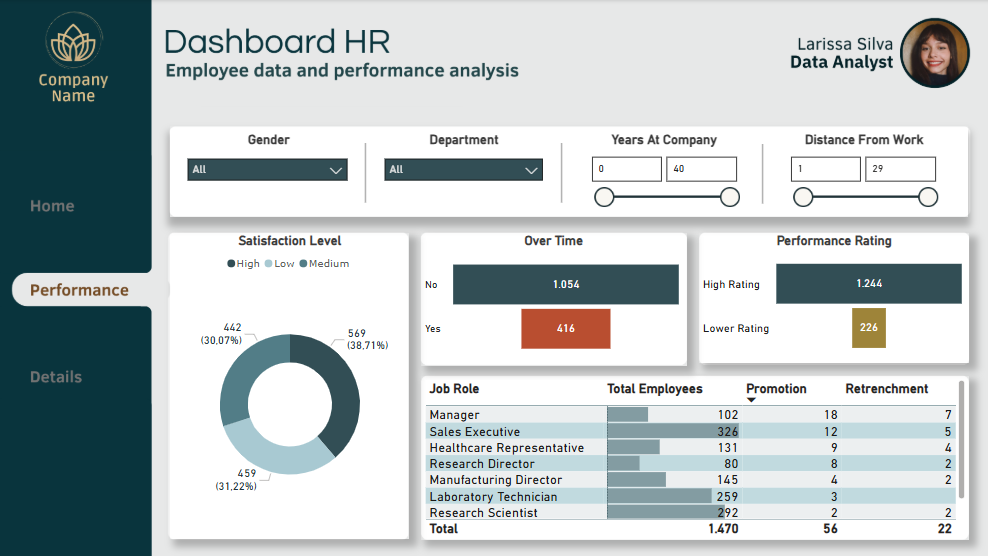 Company
Name
Dashboard HR
Employee data and performance analysis
Larissa Silva
Data Analyst
Home
Performance
Details
Gender
All
Department
All
Years At Company
0 40
Distance From Work
1 29
Satisfaction Level
High Low Medium
442
(30,07%)
569
(38,71%)
459
(31,22%)
Over Time
No 1.054
Yes 416
Performance Rating
High Rating 1.244
Lower Rating 226
Job Role Total Employees Promotion Retrenchment
Manager 102 18 7
Sales Executive 326 12 5
Healthcare Representative 131 9 4
Research Director 80 8 2
Manufacturing Director 145 4 2
Laboratory Technician 259 3
Research Scientist 292 2 2
Total 1.470 56 22